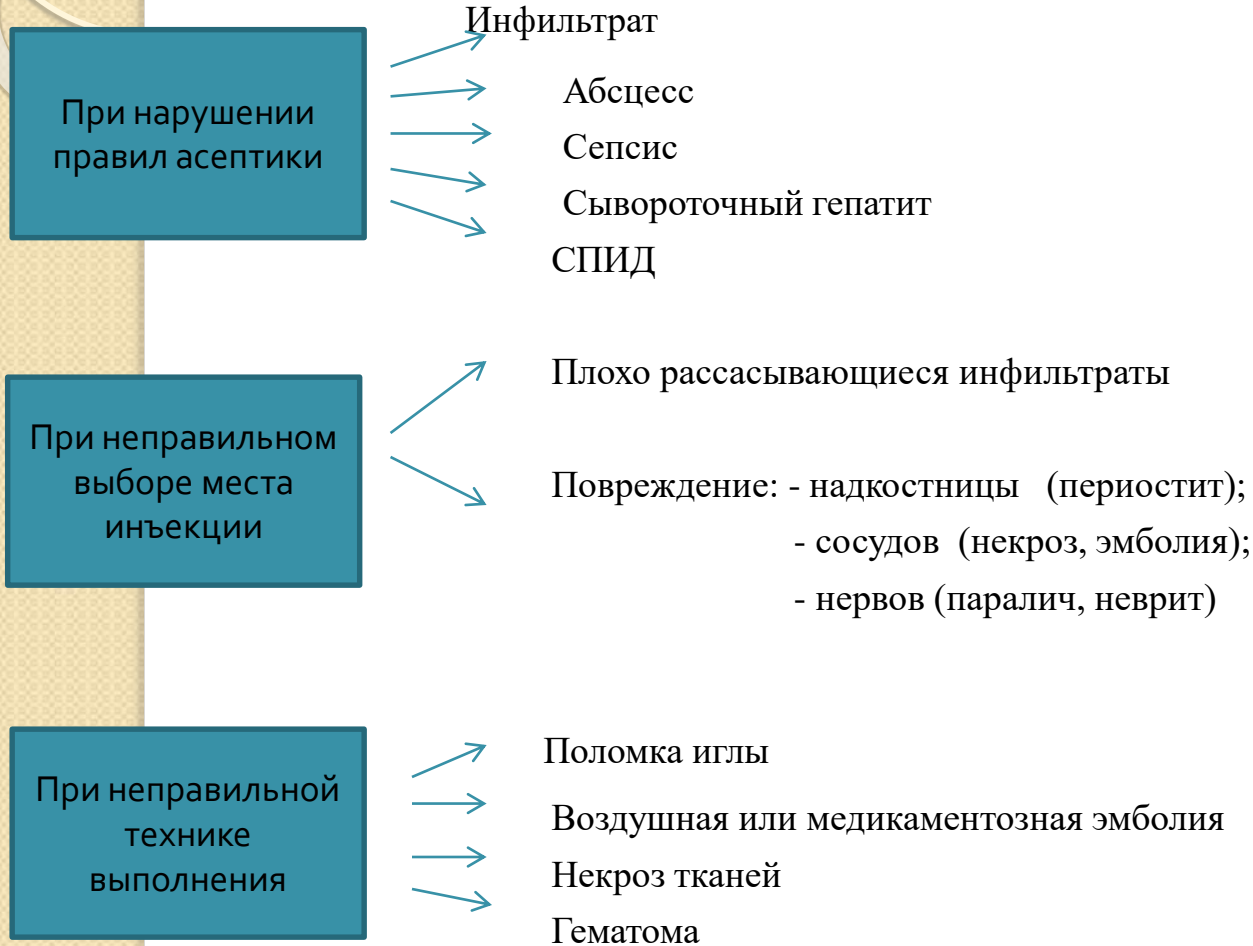 При нарушении
правил асептики
Инфильтрат
Абсцесс
Сепсис
Сывороточный гепатит
СПИД
При неправильном
выборе места
инъекции
Плохо рассасывающиеся инфильтраты
Повреждение: - надкостницы (периостит);
- сосудов (некроз, эмболия);
- нервов (паралич, неврит)
При неправильной
технике
выполнения
Поломка иглы
Воздушная или медикаментозная эмболия
Некроз тканей
Гематома